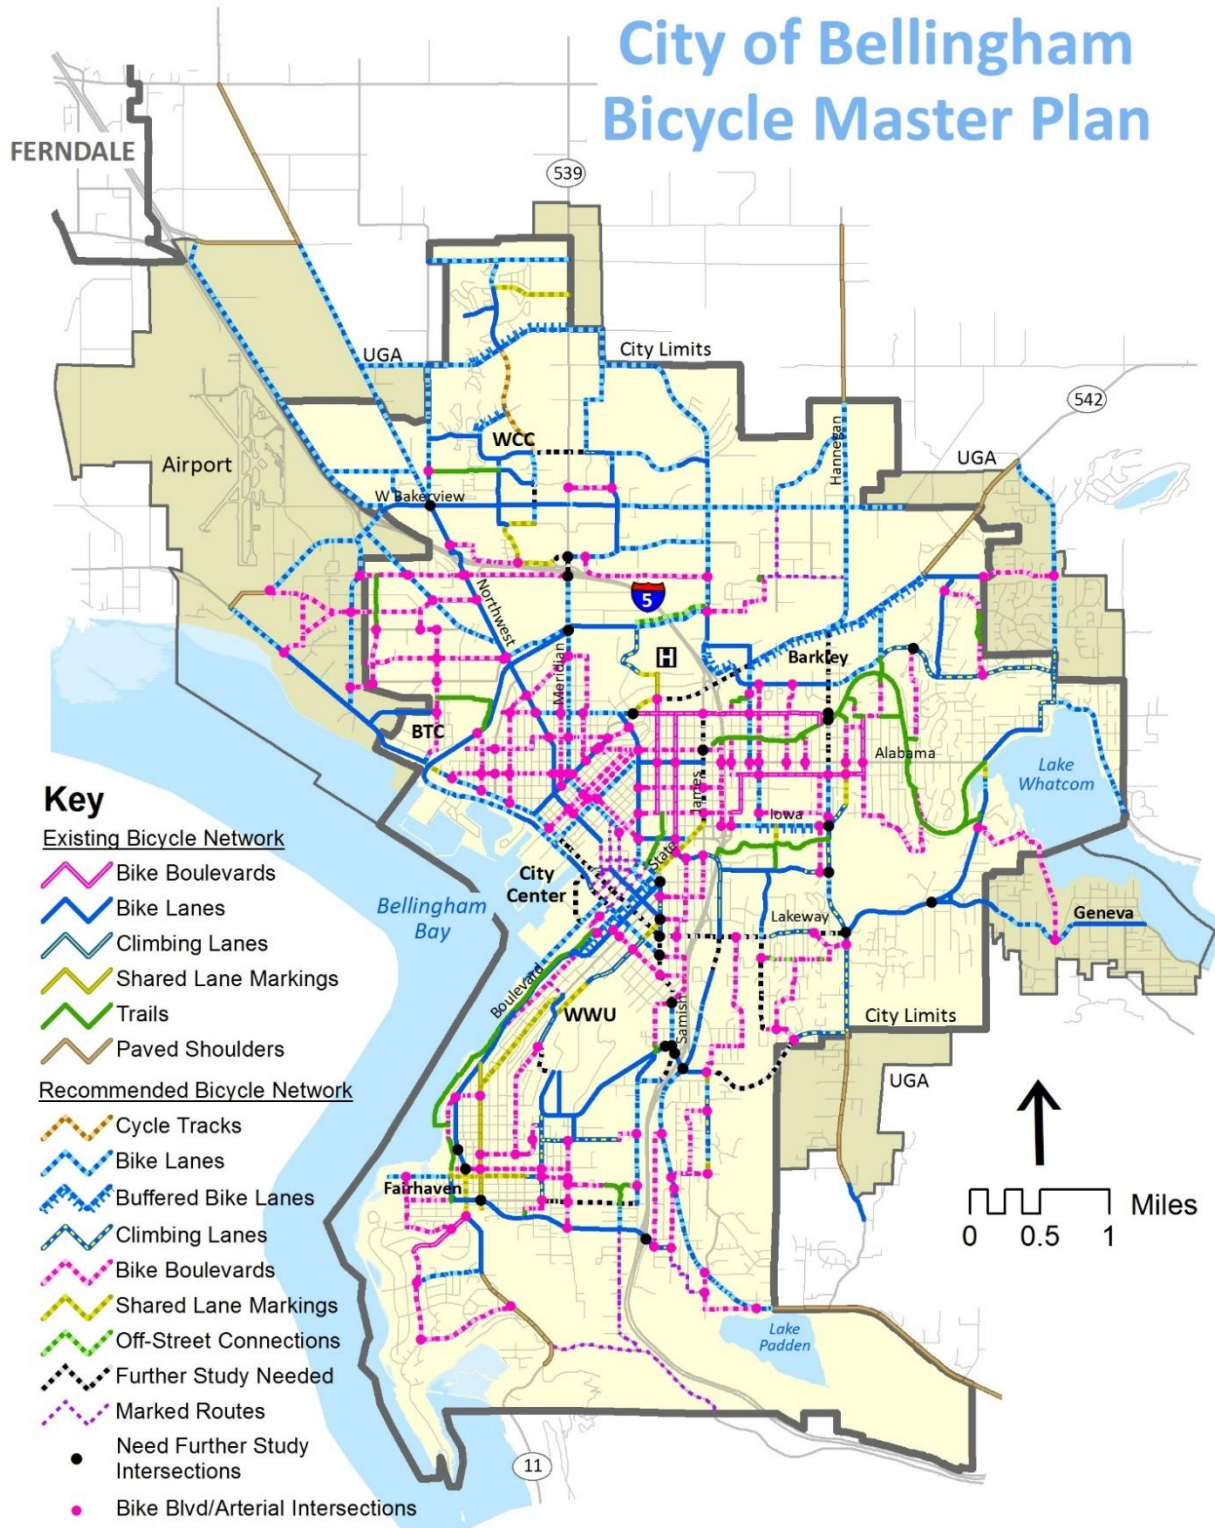 City of Bellingham
Bicycle Master Plan
FERNDALE
539
UGA
City Limits
542
WCC
Hannegan
UGA
Airport
W Bakerview
Northwest
5
Meridian
H
Barkley
BTC
Alabama
Lake
Whatcom
James
Iowa
State
City
Center
Bellingham
Bay
Lakeway
Geneva
Boulevard
WWU
Samish
City Limits
UGA
Fairhaven
Miles
0 0.5 1
Lake
Padden
11
Key
Existing Bicycle Network
Bike Boulevards
Bike Lanes
Climbing Lanes
Shared Lane Markings
Trails
Paved Shoulders
Recommended Bicycle Network
Cycle Tracks
Bike Lanes
Buffered Bike Lanes
Climbing Lanes
Bike Boulevards
Shared Lane Markings
Off-Street Connections
Further Study Needed
Marked Routes
Need Further Study
Intersections
Bike Blvd/Arterial Intersections